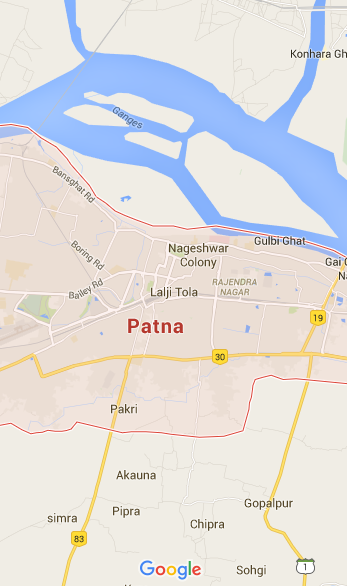 Konhara Gh
Ganges
Bansghat Rd
Nageshwar
Colony
Gulbi Ghat
Boring Rd
Gai G
Na
Bailey Rd
Lalji Tola
RAJENDRA
NAGAR
Patna
19
30
Pakri
Akauna
Gopalpur
simra
Pipra
Chipra
83
Google
Sohgi
1